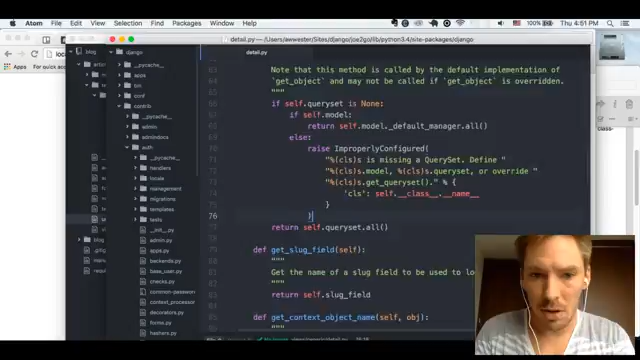 Atom File Edit View Selection Find Packages Window Help
Thu Apr 7 4:51 PM
detail.py — /Users/awwester/Sites/django/joe2go/lib/python3.4/site-packages/django
detail.py
blog
django
__pycache__
apps
bin
conf
contrib
admin
admindocs
auth
__pycache__
handlers
locale
management
migrations
templates
tests
__init__.py
admin.py
apps.py
backends.py
base_user.py
checks.py
common-password
context_processor
decorators.py
forms.py
hashers.py
blog
Note that this method is called by the default implementation of
`get_object` and may not be called if `get_object` is overridden.
"""
if self.queryset is None:
if self.model:
return self.model._default_manager.all()
else:
raise ImproperlyConfigured(
"%(cls)s is missing a QuerySet. Define "
"%(cls)s.model, %(cls)s.queryset, or override "
"%(cls)s.get_queryset()." % {
'cls': self.__class__.__name__
}
76 )
return self.queryset.all()
def get_slug_field(self):
"""
Get the name of a slug field to be used to lo
"""
return self.slug_field
def get_context_object_name(self, obj):
"""